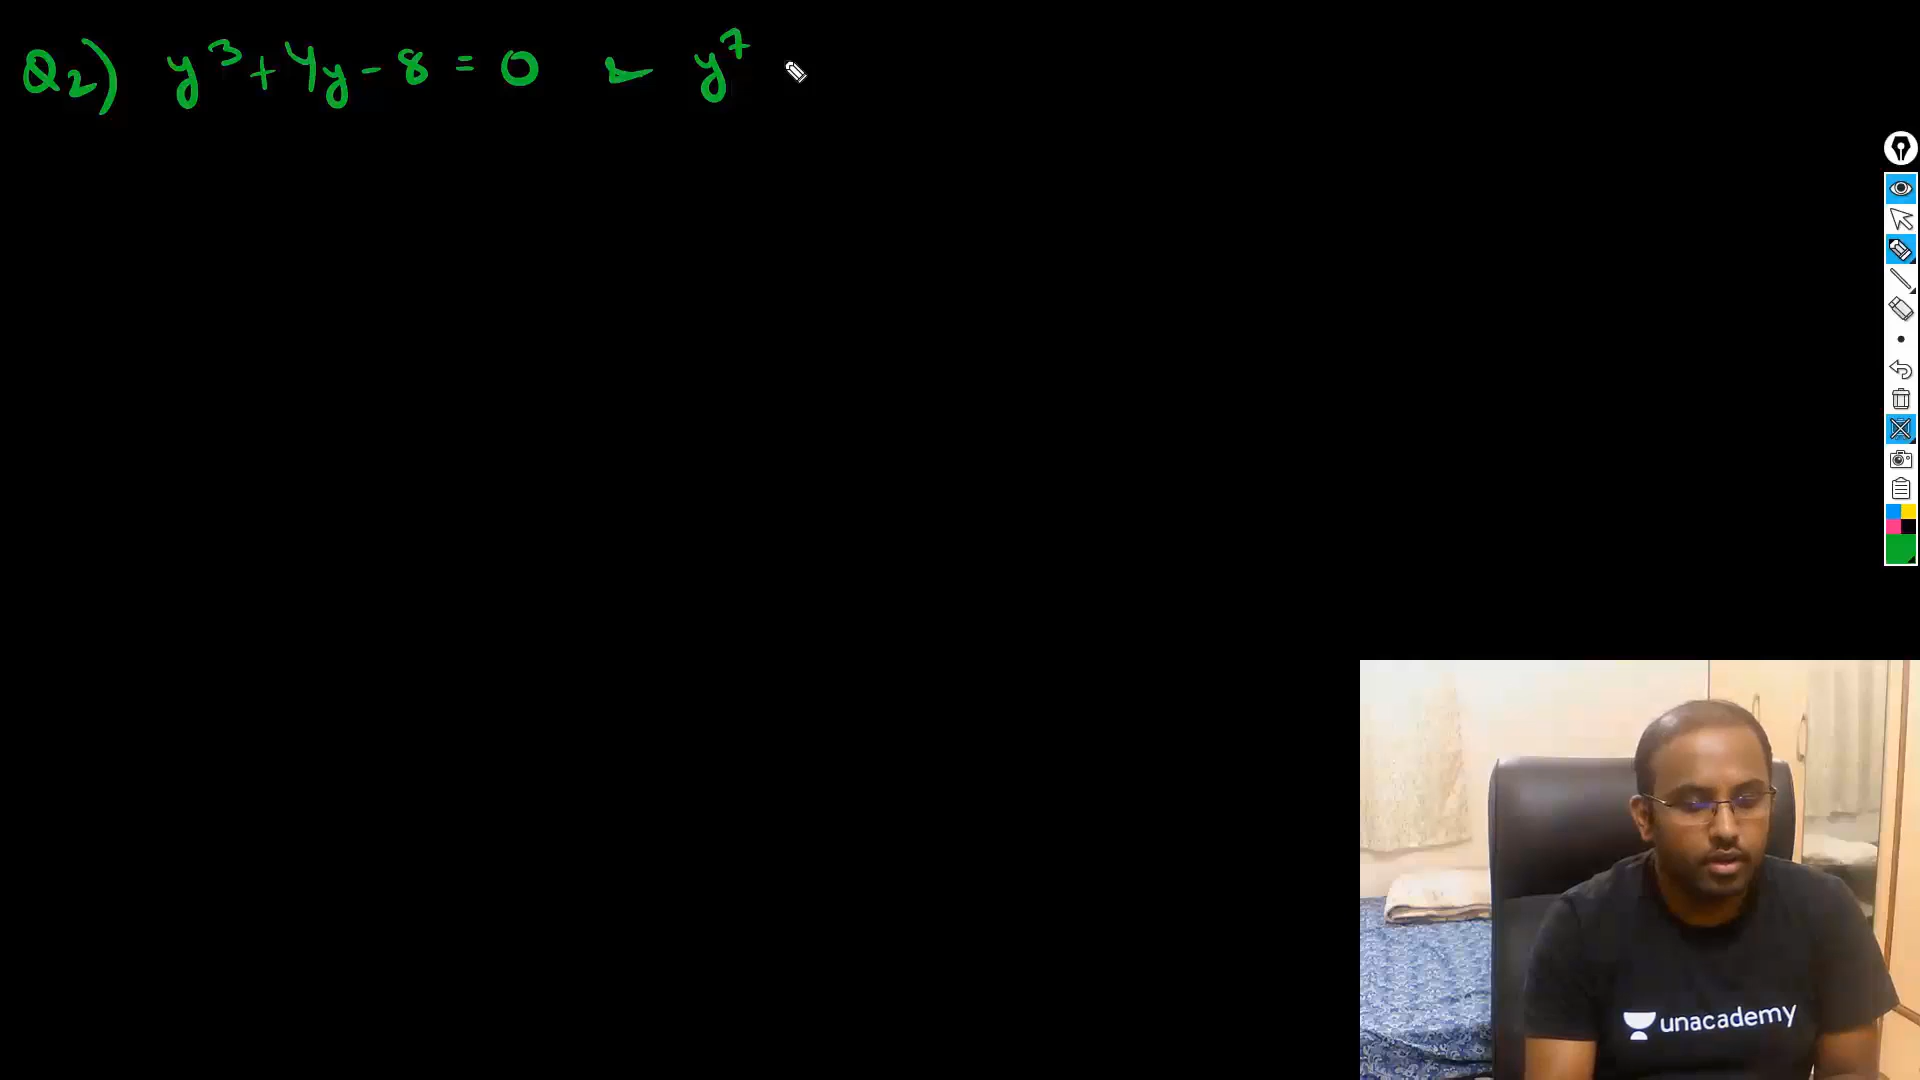 Q2) y³ + 4y - 8 = 0 & y⁷
unacademy